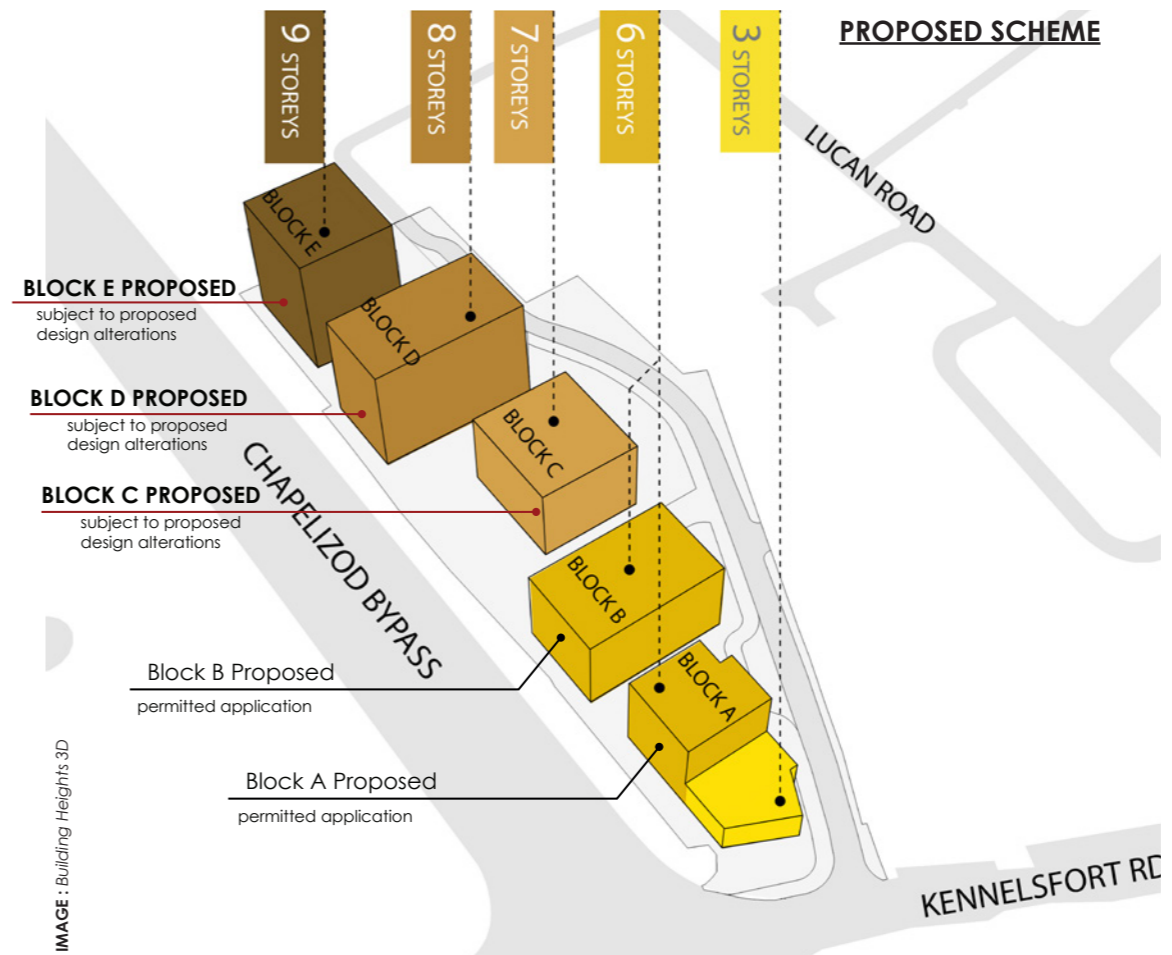 PROPOSED SCHEME
9 STOREYS
8 STOREYS
7 STOREYS
6 STOREYS
3 STOREYS
LUCAN ROAD
BLOCK E
BLOCK E PROPOSED
subject to proposed
design alterations
BLOCK D
BLOCK D PROPOSED
subject to proposed
design alterations
BLOCK C
BLOCK C PROPOSED
subject to proposed
design alterations
CHAPELIZOD BYPASS
BLOCK B
Block B Proposed
permitted application
BLOCK A
Block A Proposed
permitted application
KENNELSFORT RD
IMAGE : Building Heights 3D